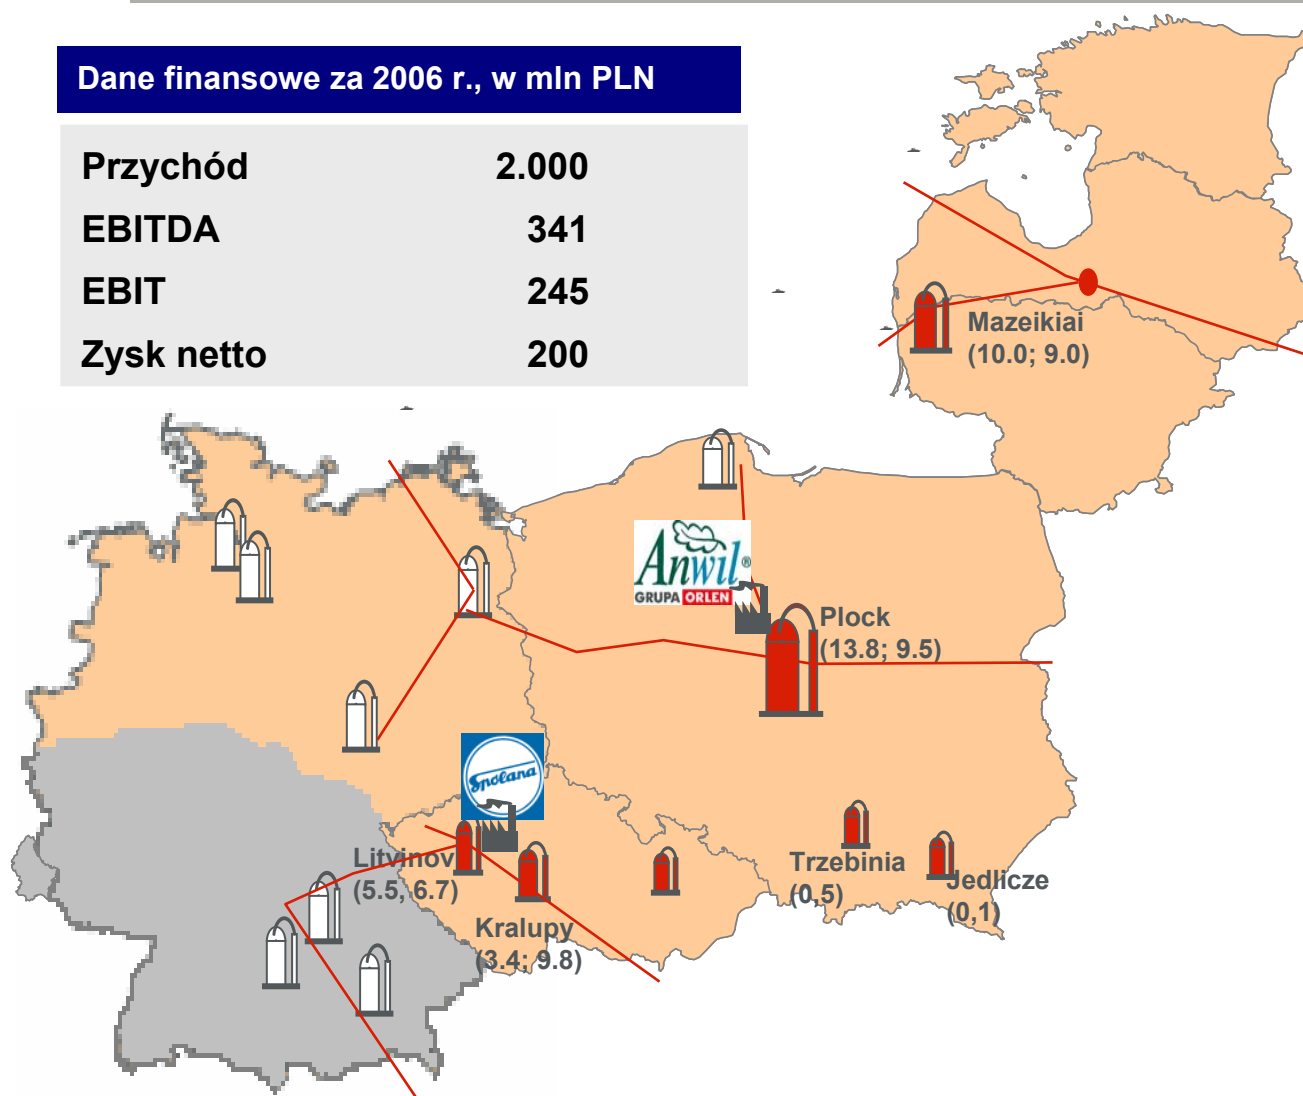 Dane finansowe za 2006 r., w mln PLN
Przychód 2.000
EBITDA 341
EBIT 245
Zysk netto 200
Mazeikiai
(10.0; 9.0)
Anwil®
GRUPA ORLEN
Plock
(13.8; 9.5)
Spolana
Litvinov
(5.5, 6.7)
Kralupy
(3.4; 9.8)
Trzebinia
(0,5)
Jedlicze
(0,1)